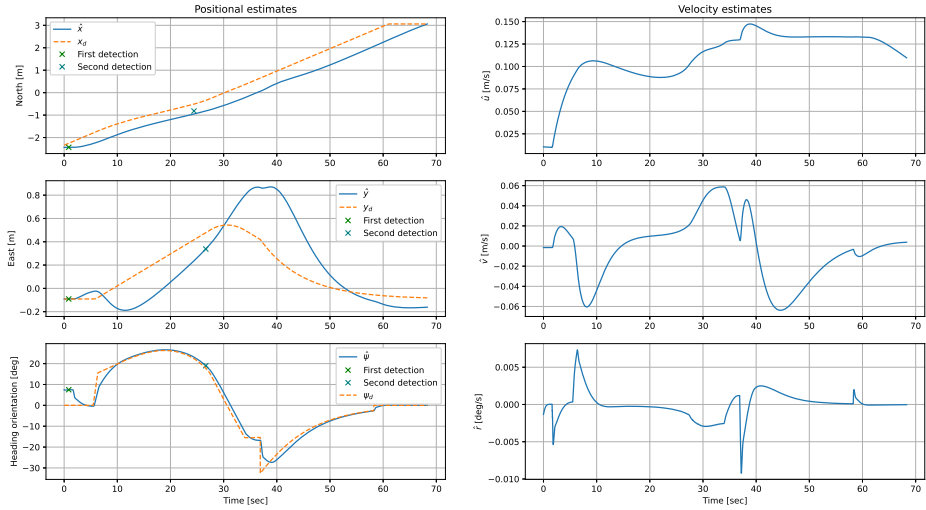 Positional estimates
3
2
1
0
−1
−2
North [m]
x̂
x_d
First detection
Second detection
0 10 20 30 40 50 60 70
0.8
0.6
0.4
0.2
0.0
−0.2
East [m]
ŷ
y_d
First detection
Second detection
0 10 20 30 40 50 60 70
20
10
0
−10
−20
−30
Heading orientation [deg]
ψ̂
First detection
Second detection
ψ_d
0 10 20 30 40 50 60 70
Time [sec]
Velocity estimates
0.150
0.125
0.100
0.075
0.050
0.025
û [m/s]
0 10 20 30 40 50 60 70
0.06
0.04
0.02
0.00
−0.02
−0.04
−0.06
v̂ [m/s]
0 10 20 30 40 50 60 70
0.005
0.000
−0.005
−0.010
r̂ [deg/s]
0 10 20 30 40 50 60 70
Time [sec]